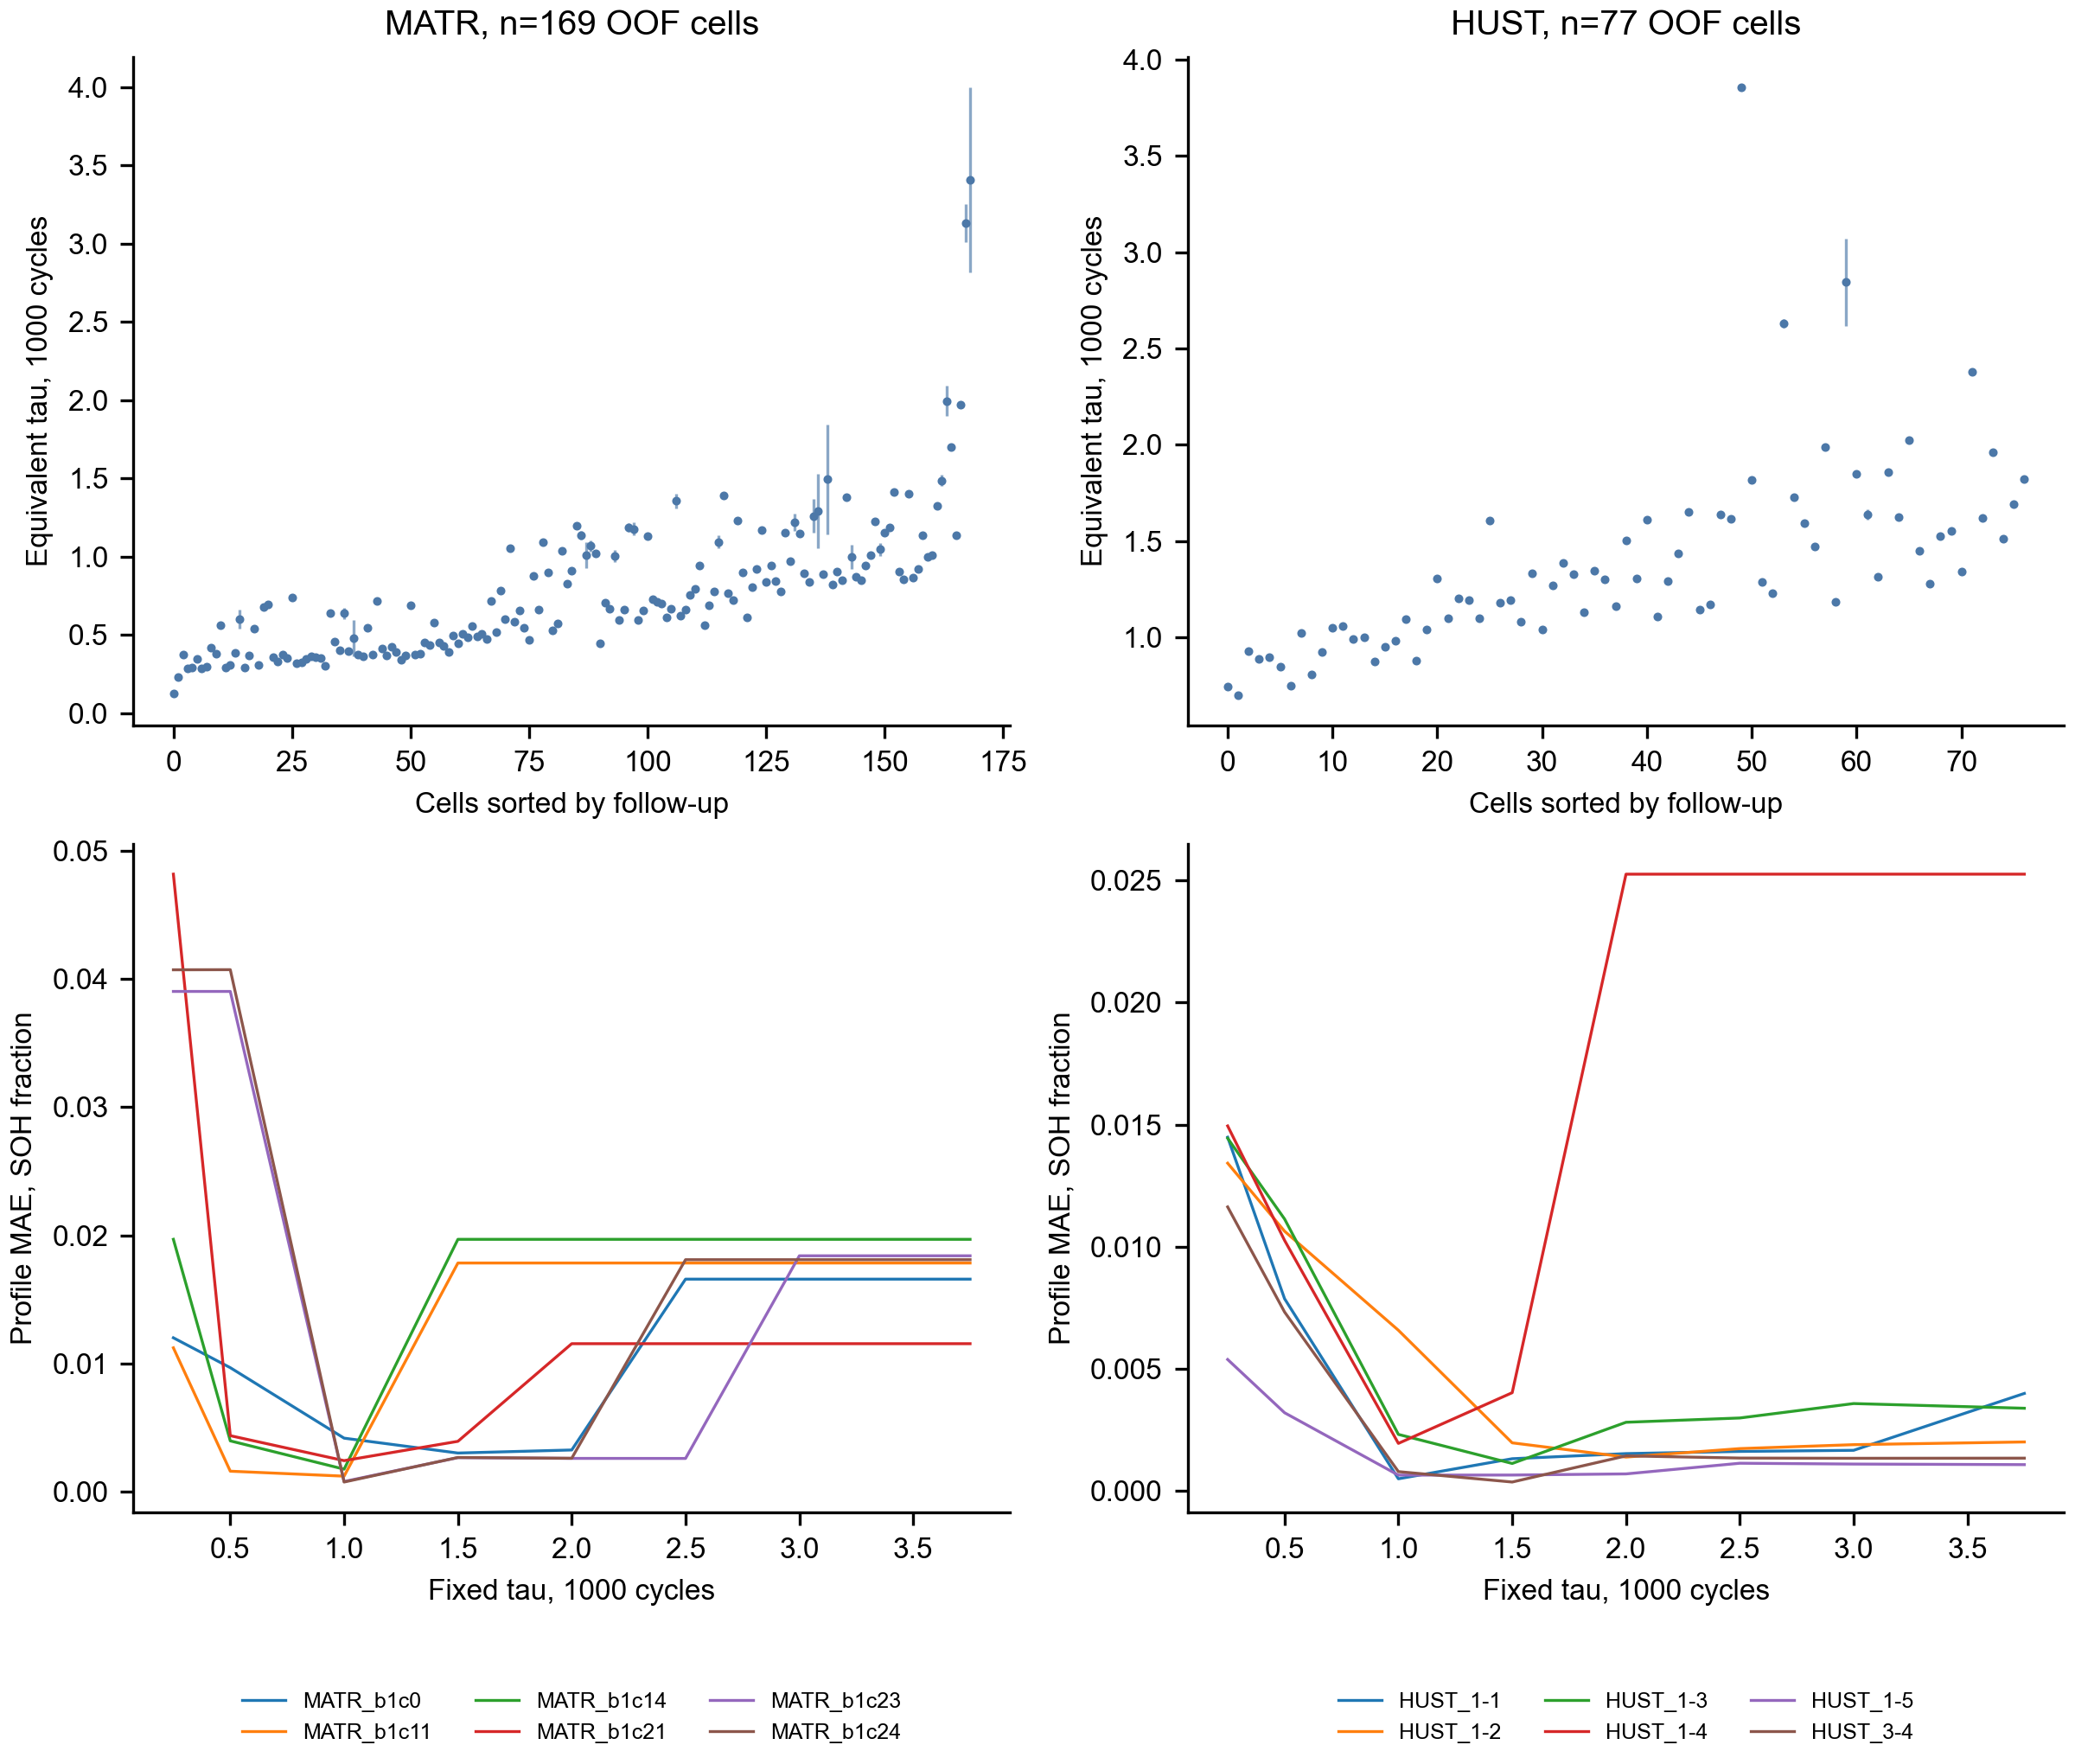 MATR, n=169 OOF cells
HUST, n=77 OOF cells
Equivalent tau, 1000 cycles
4.0
3.5
3.0
2.5
2.0
1.5
1.0
0.5
0.0
0 25 50 75 100 125 150 175
Cells sorted by follow-up
Equivalent tau, 1000 cycles
4.0
3.5
3.0
2.5
2.0
1.5
1.0
0 10 20 30 40 50 60 70
Cells sorted by follow-up
Profile MAE, SOH fraction
0.05
0.04
0.03
0.02
0.01
0.00
0.5 1.0 1.5 2.0 2.5 3.0 3.5
Fixed tau, 1000 cycles
Profile MAE, SOH fraction
0.025
0.020
0.015
0.010
0.005
0.000
0.5 1.0 1.5 2.0 2.5 3.0 3.5
Fixed tau, 1000 cycles
MATR_b1c0 MATR_b1c14 MATR_b1c23
MATR_b1c11 MATR_b1c21 MATR_b1c24
HUST_1-1 HUST_1-3 HUST_1-5
HUST_1-2 HUST_1-4 HUST_3-4